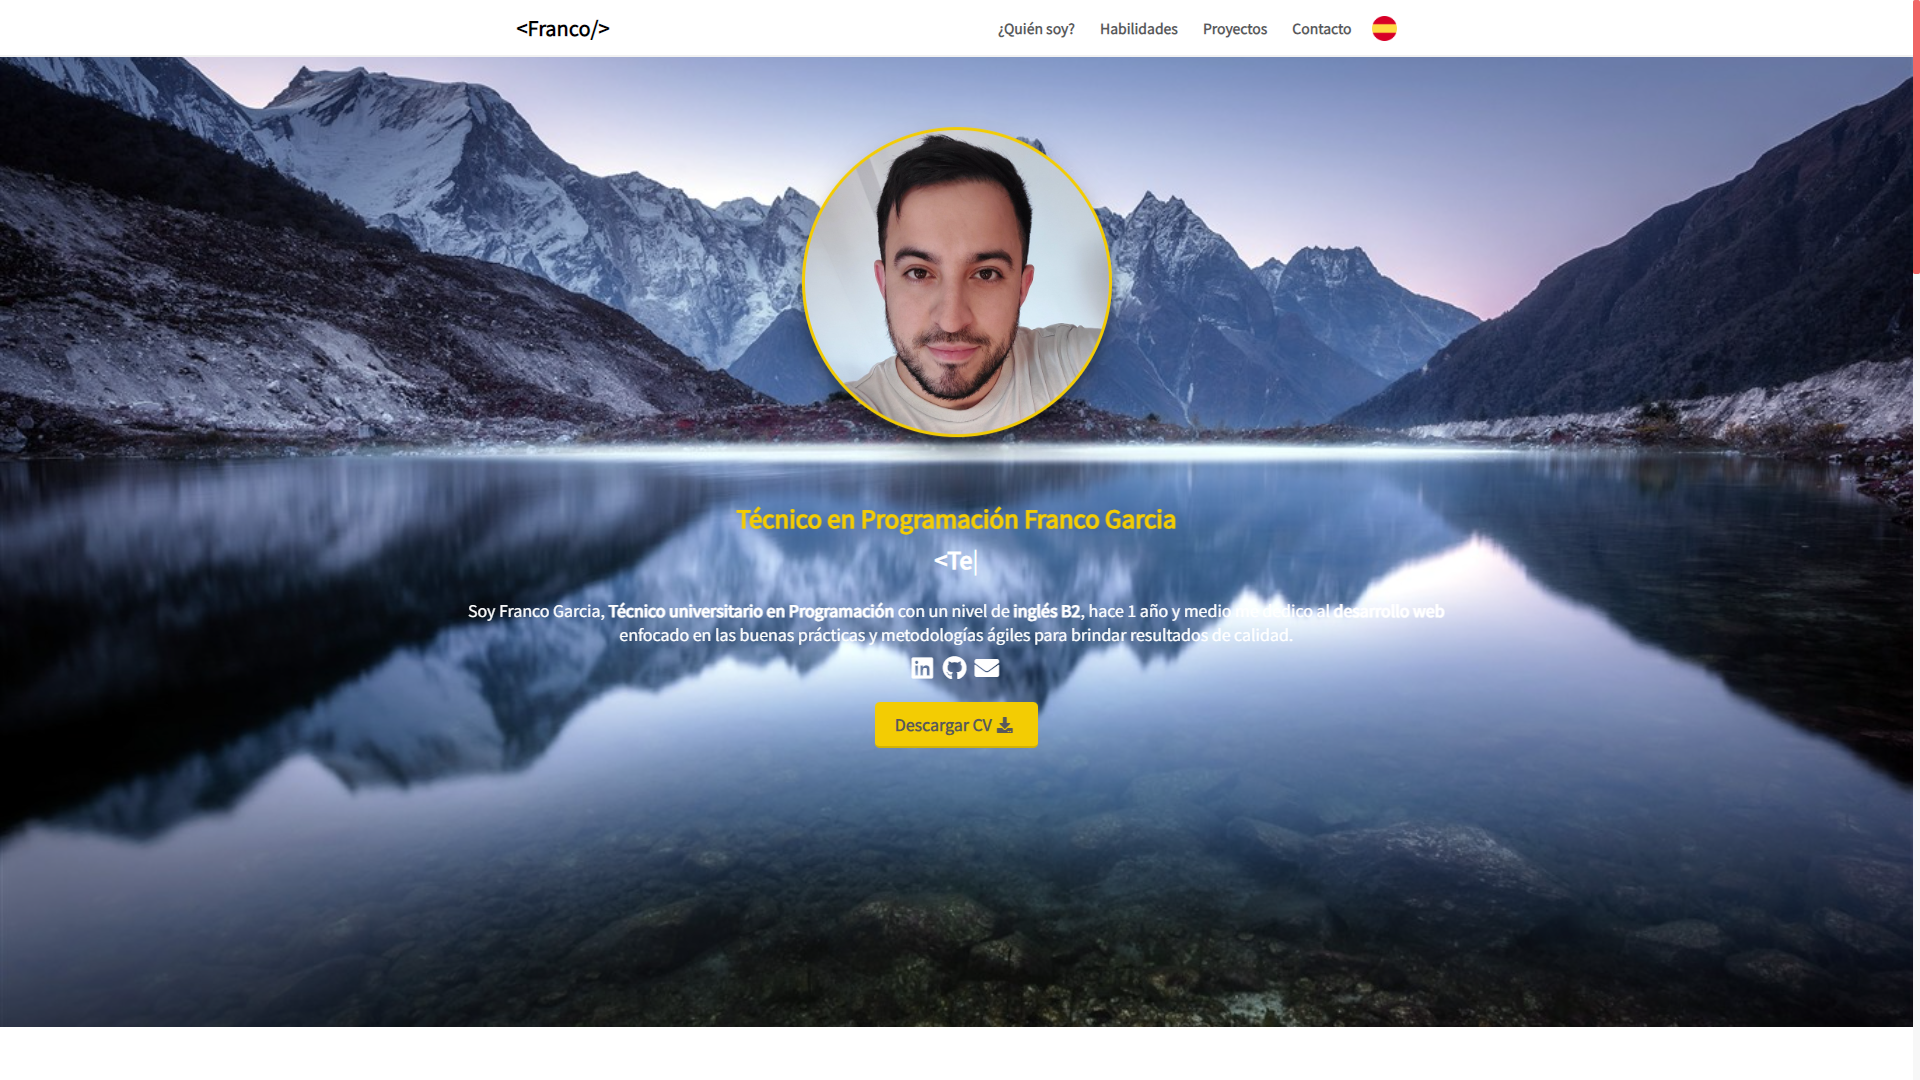 <Franco/>
¿Quién soy? Habilidades Proyectos Contacto
Técnico en Programación Franco Garcia
<Te|
Soy Franco Garcia, Técnico universitario en Programación con un nivel de inglés B2, hace 1 año y medio me dedico al desarrollo web
enfocado en las buenas prácticas y metodologías ágiles para brindar resultados de calidad.
Descargar CV